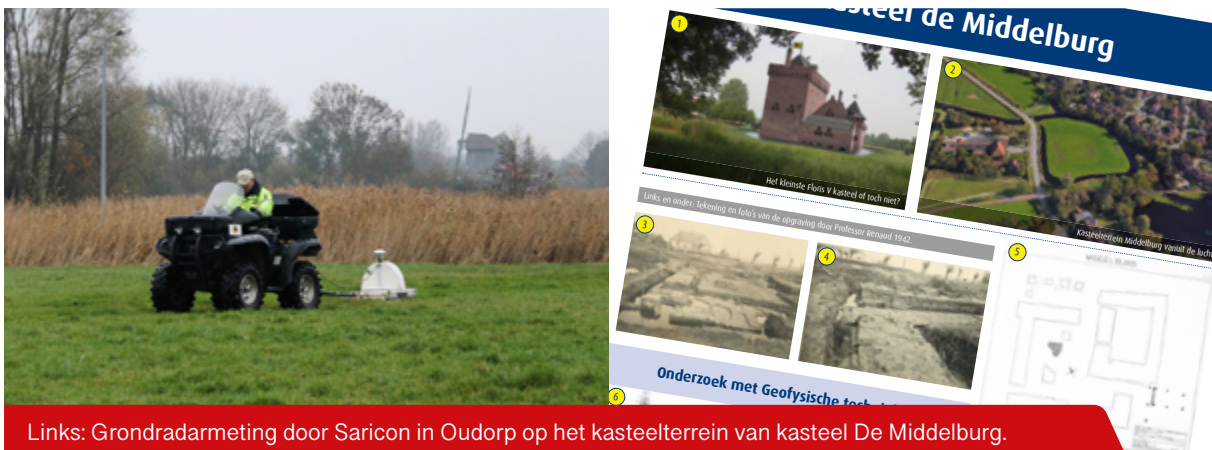 kasteel de Middelburg
1
2
Het kleinste Floris V kasteel of toch niet?
Kasteelterrein Middelburg vanuit de lucht
Links en onder: Tekening en foto's van de opgraving door Professor Renaud 1942.
3
4
5
MIDDELBURG
Onderzoek met Geofysische
6
Links: Grondradarmeting door Saricon in Oudorp op het kasteelterrein van kasteel De Middelburg.